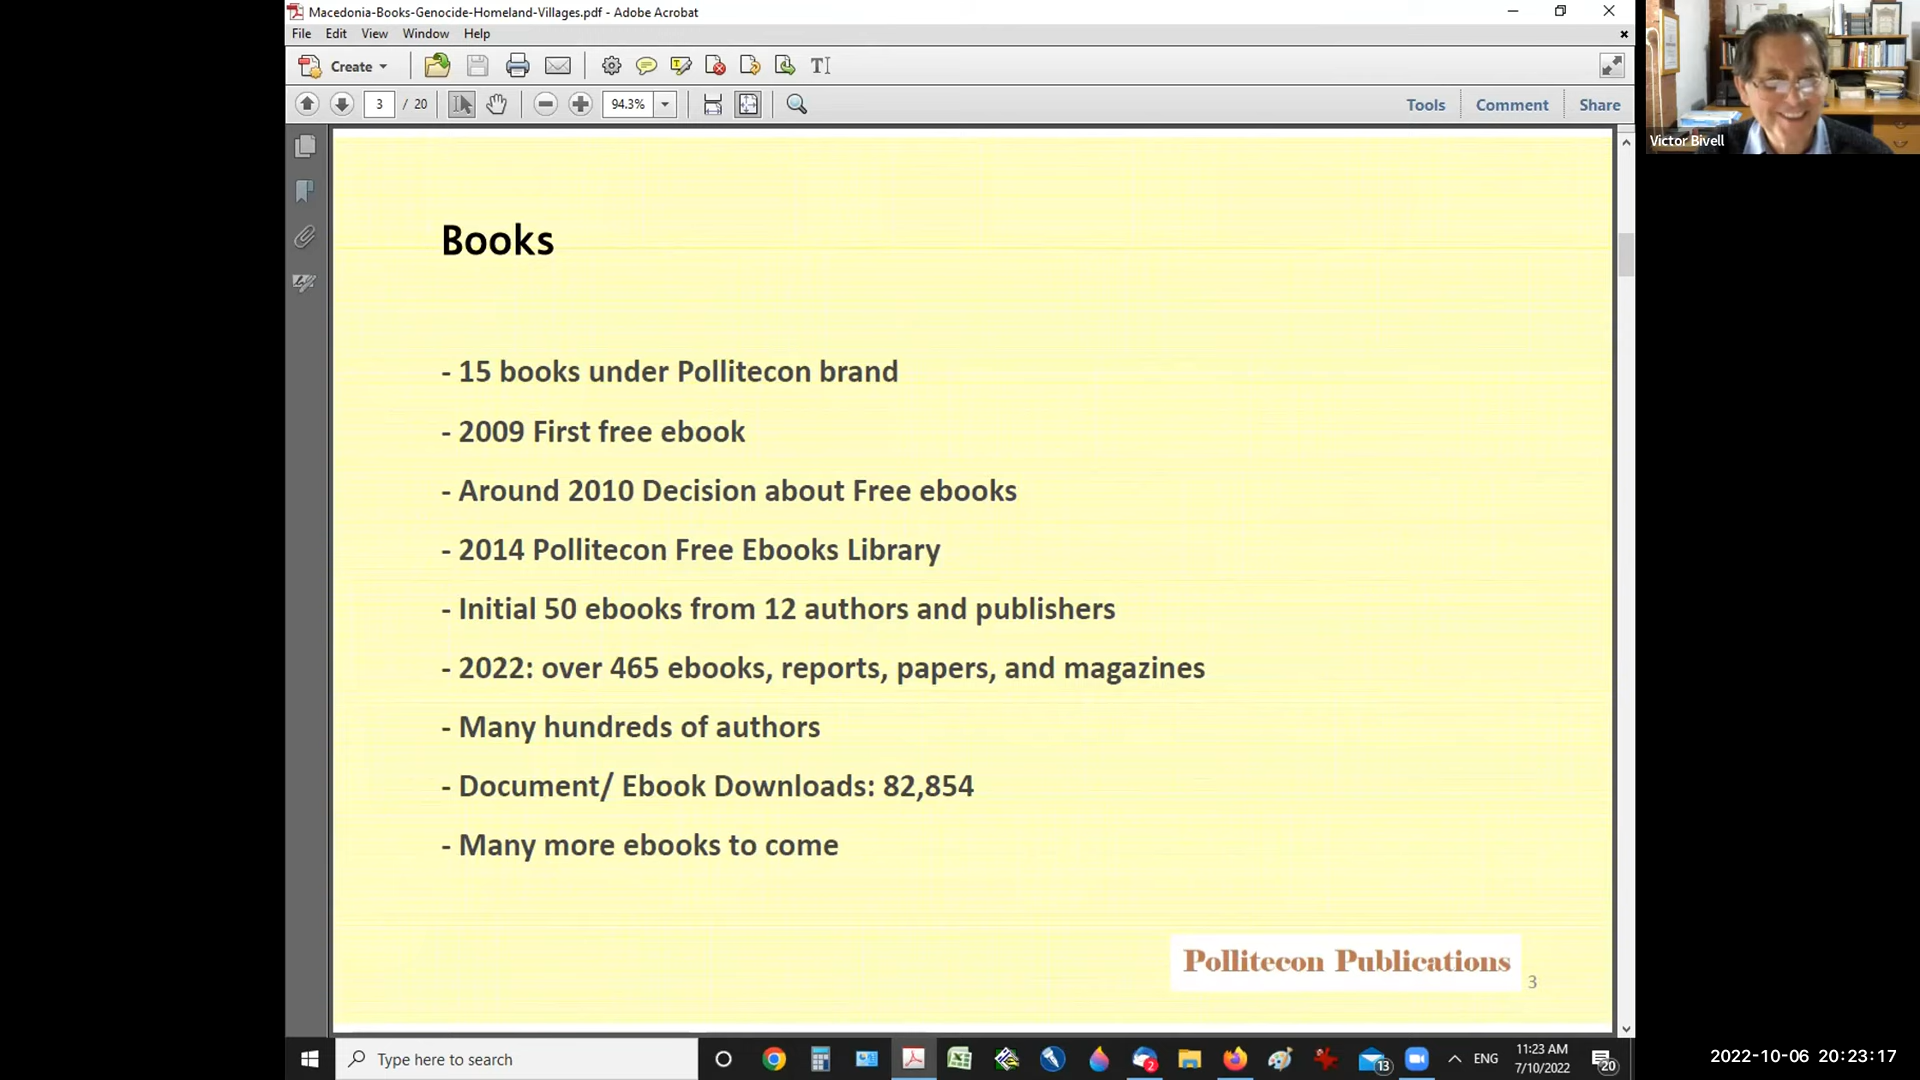 Macedonia-Books-Genocide-Homeland-Villages.pdf - Adobe Acrobat
File Edit View Window Help
Create
3 / 20 94.3% Tools Comment Share
Victor Bivell
Books
- 15 books under Pollitecon brand
- 2009 First free ebook
- Around 2010 Decision about Free ebooks
- 2014 Pollitecon Free Ebooks Library
- Initial 50 ebooks from 12 authors and publishers
- 2022: over 465 ebooks, reports, papers, and magazines
- Many hundreds of authors
- Document/ Ebook Downloads: 82,854
- Many more ebooks to come
Pollitecon Publications
3
Type here to search
2
13
ENG
11:23 AM
7/10/2022
20
2022-10-06 20:23:17